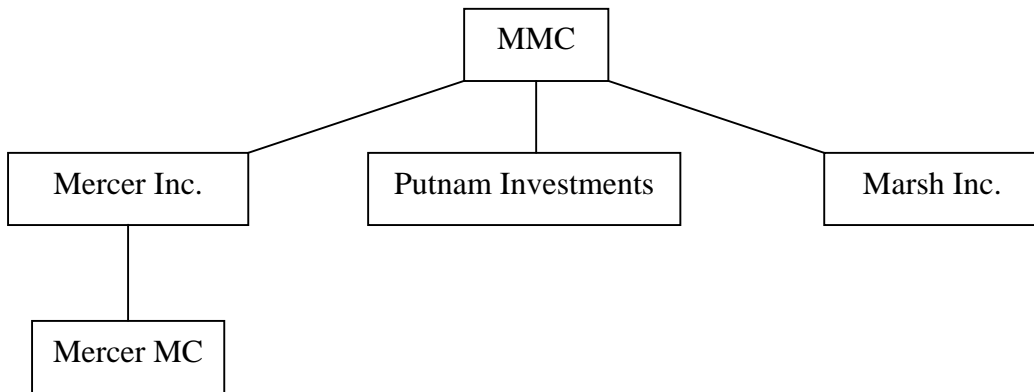 MMC
Mercer Inc.
Putnam Investments
Marsh Inc.
Mercer MC